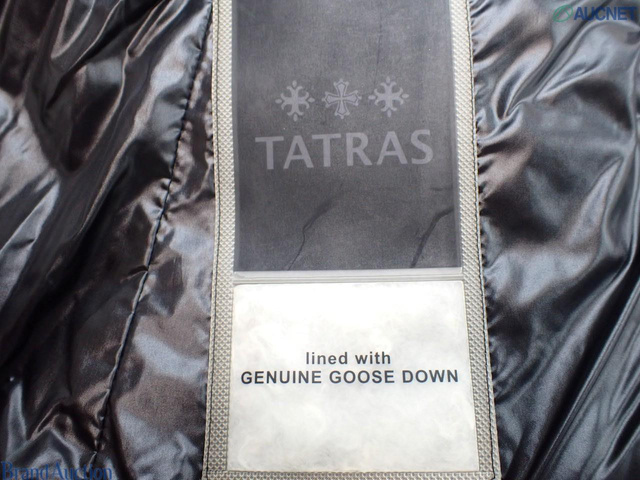 AUCNET
TATRAS
lined with
GENUINE GOOSE DOWN
Brand Auction